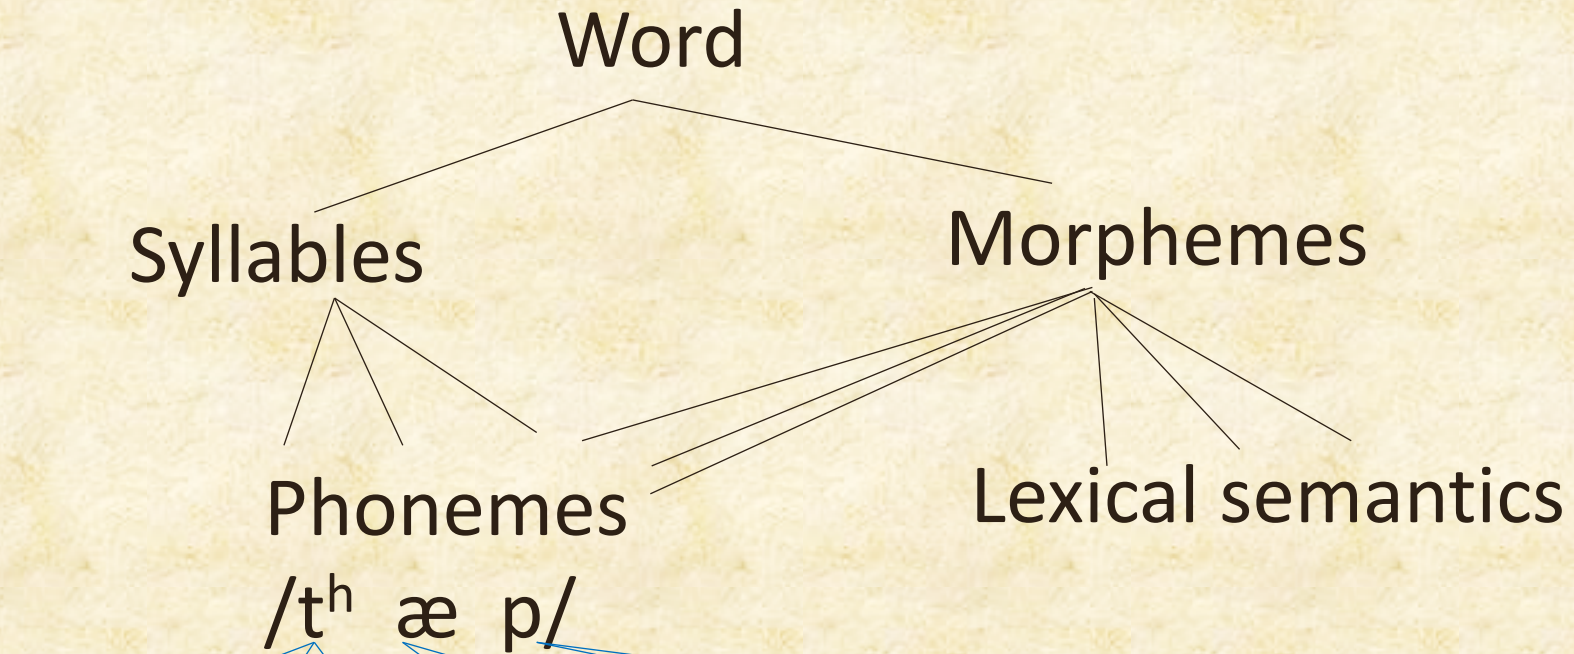 Word
Syllables
Morphemes
Phonemes
Lexical semantics
/tʰ æ p/